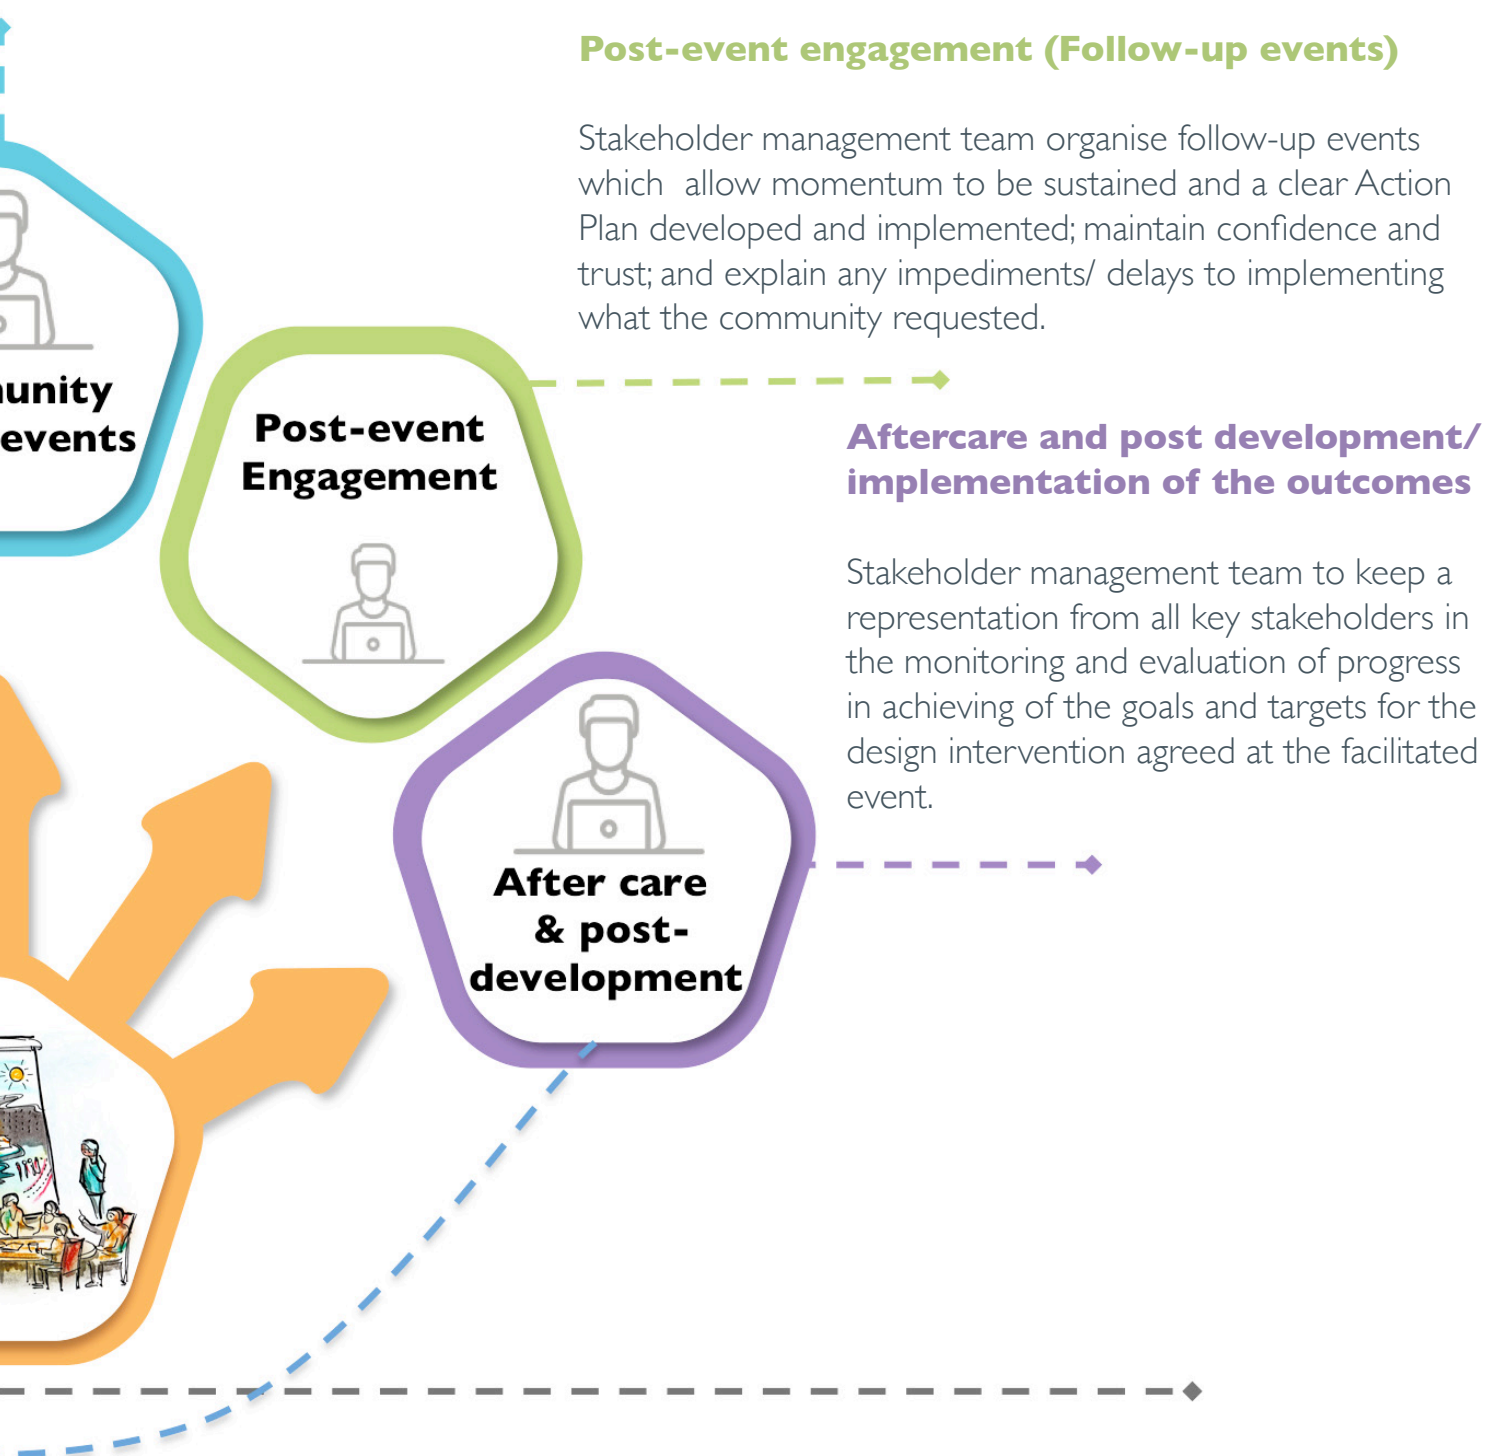 Post-event engagement (Follow-up events)
Stakeholder management team organise follow-up events
which allow momentum to be sustained and a clear Action
Plan developed and implemented; maintain confidence and
trust; and explain any impediments/ delays to implementing
what the community requested.
unity
events
Post-event
Engagement
Aftercare and post development/
implementation of the outcomes
Stakeholder management team to keep a
representation from all key stakeholders in
the monitoring and evaluation of progress
in achieving of the goals and targets for the
design intervention agreed at the facilitated
event.
After care
& post-
development